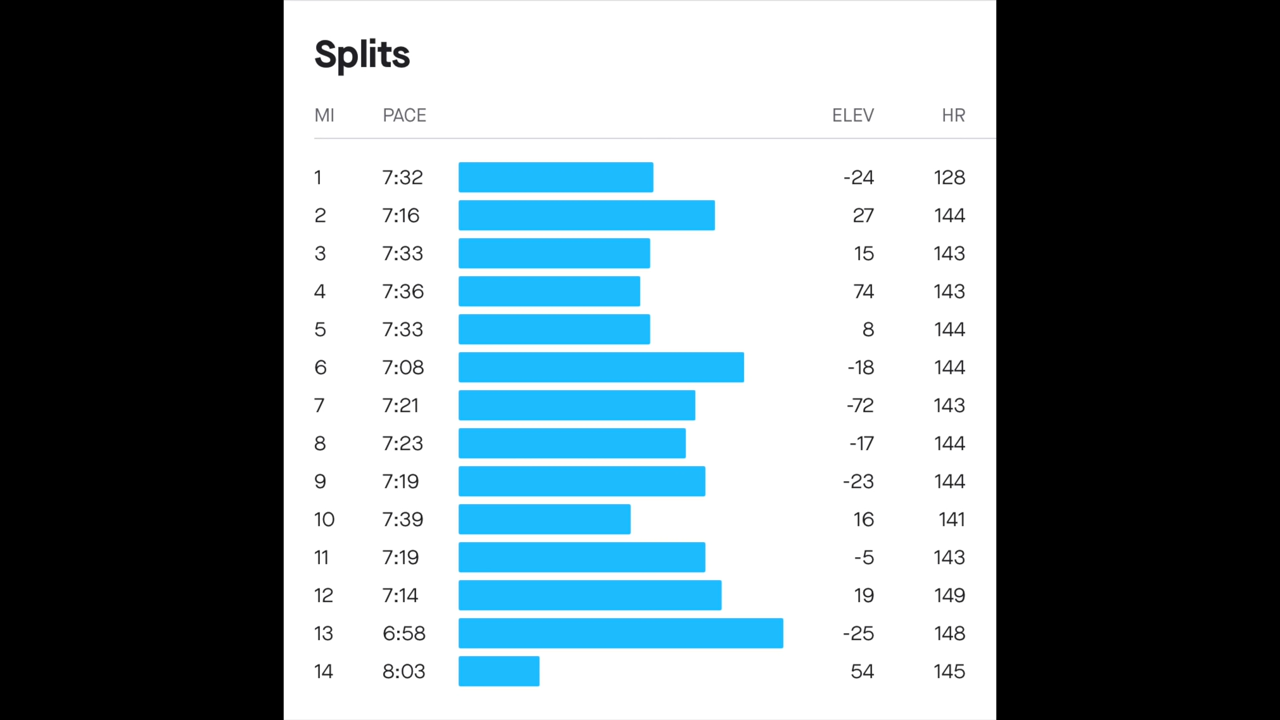 Splits
MI PACE ELEV HR
1 7:32 -24 128
2 7:16 27 144
3 7:33 15 143
4 7:36 74 143
5 7:33 8 144
6 7:08 -18 144
7 7:21 -72 143
8 7:23 -17 144
9 7:19 -23 144
10 7:39 16 141
11 7:19 -5 143
12 7:14 19 149
13 6:58 -25 148
14 8:03 54 145